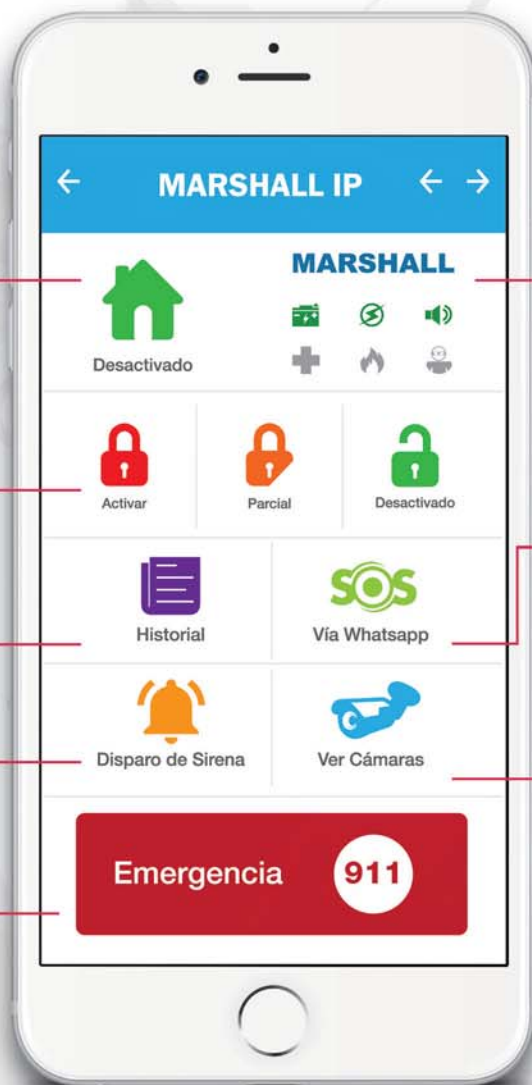 MARSHALL IP
MARSHALL
Desactivado
Activar
Parcial
Desactivado
Historial
SOS
Vía Whatsapp
Disparo de Sirena
Ver Cámaras
Emergencia 911